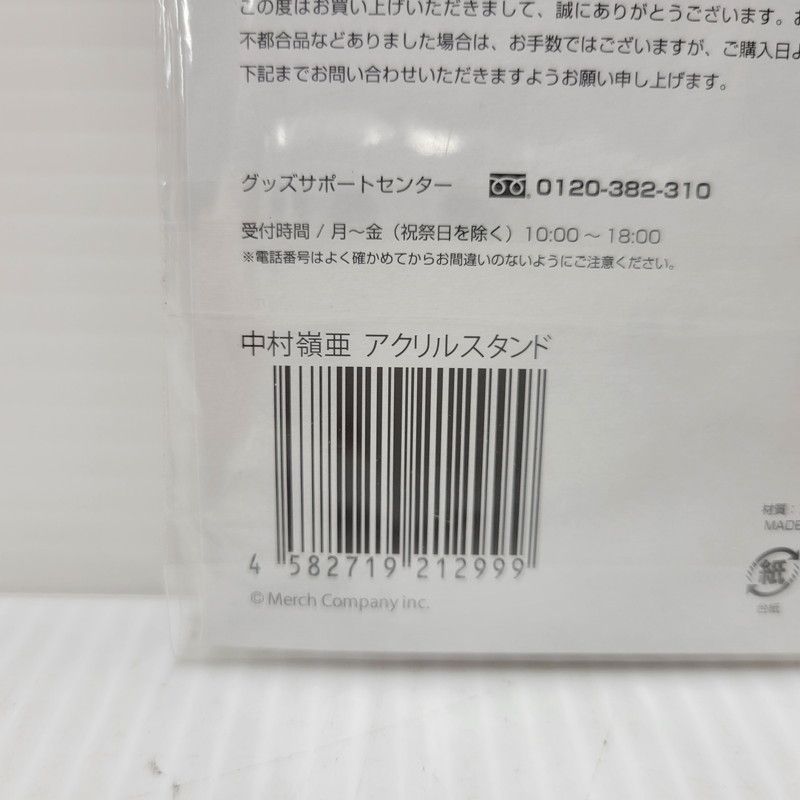 この度はお買い上げいただきまして、誠にありがとうございます。お
不都合品などありました場合は、お手数ではございますが、ご購入日よ
下記までお問い合わせいただきますようお願い申し上げます。
グッズサポートセンター 0120-382-310
受付時間 / 月～金（祝祭日を除く）10:00 ～ 18:00
※電話番号はよく確かめてからお間違いのないようにご注意ください。
中村嶺亜 アクリルスタンド
4 582719 212999
© Merch Company inc.
材質：
MADE
紙
台紙